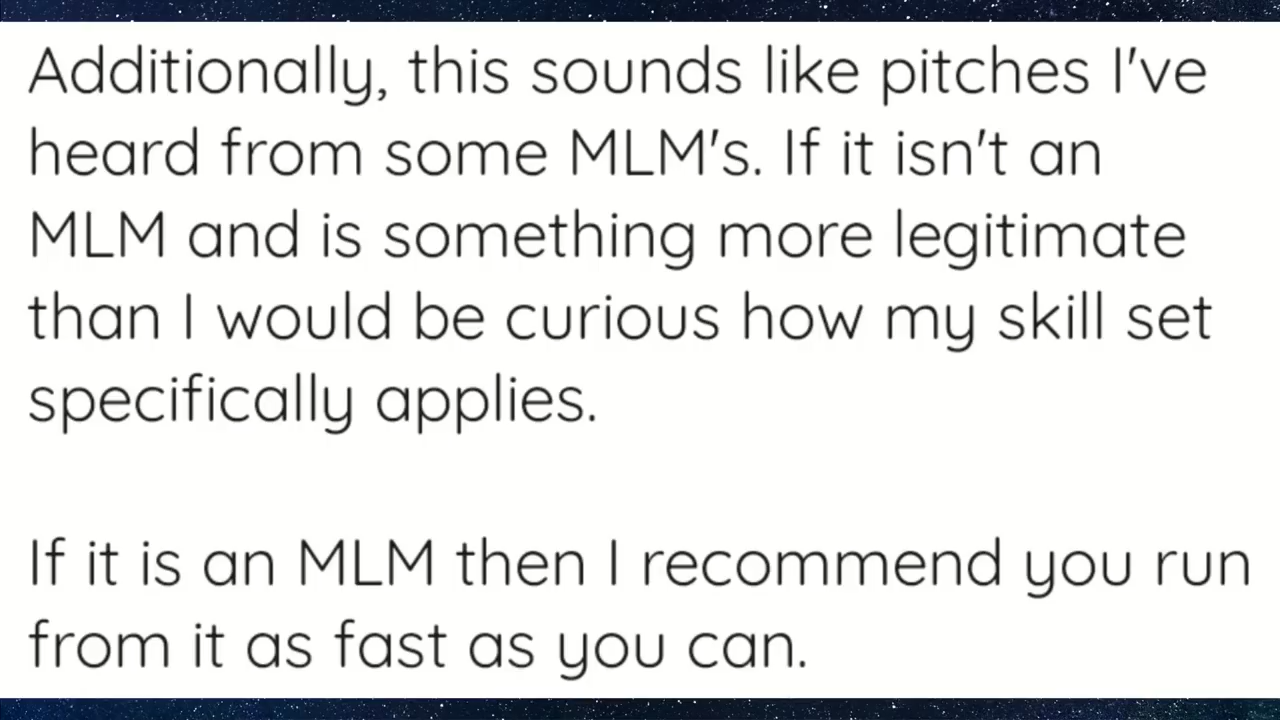 Additionally, this sounds like pitches I've
heard from some MLM's. If it isn't an
MLM and is something more legitimate
than I would be curious how my skill set
specifically applies.
If it is an MLM then I recommend you run
from it as fast as you can.